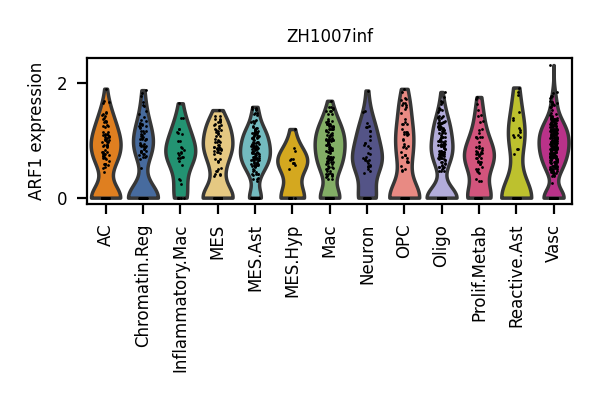 ZH1007inf
ARF1 expression
2
0
AC
Chromatin.Reg
Inflammatory.Mac
MES
MES.Ast
MES.Hyp
Mac
Neuron
OPC
Oligo
Prolif.Metab
Reactive.Ast
Vasc